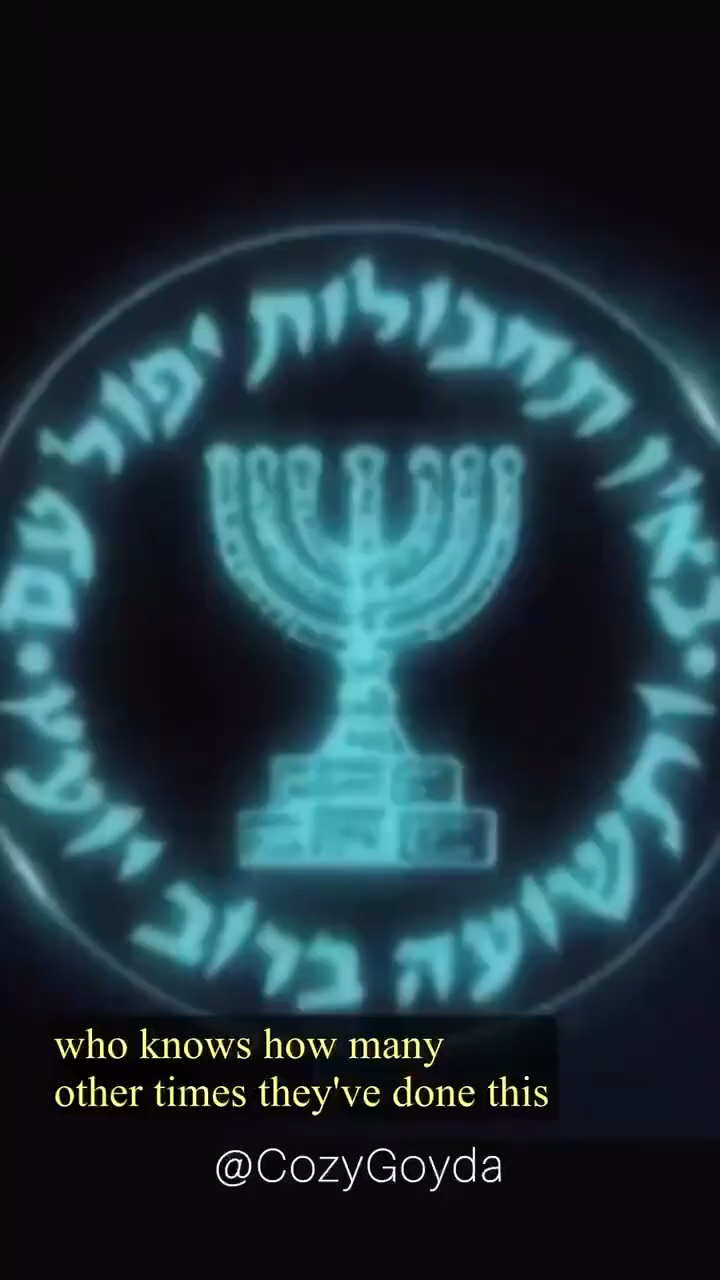 באין תחבולות יפול עם •
ותשועה ברוב יועץ •
who knows how many
other times they've done this
@CozyGoyda